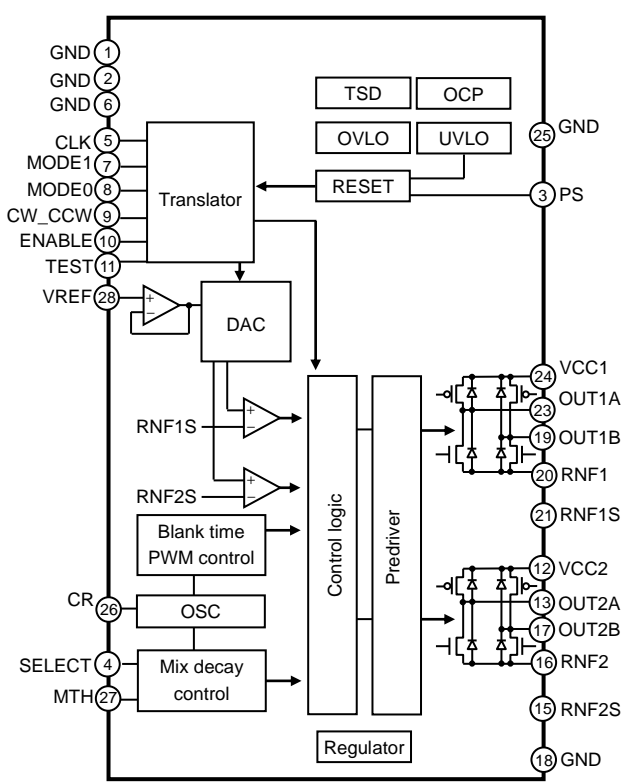 GND 1
GND 2
GND 6
CLK 5
MODE1 7
MODE0 8
CW_CCW 9
ENABLE 10
TEST 11
VREF 28
Translator
TSD
OCP
OVLO
UVLO
RESET
25 GND
3 PS
+
−
DAC
RNF1S
+
−
RNF2S
+
−
Blank time
PWM control
CR 26
OSC
SELECT 4
MTH 27
Mix decay
control
Control logic
Predriver
24 VCC1
23 OUT1A
19 OUT1B
20 RNF1
21 RNF1S
12 VCC2
13 OUT2A
17 OUT2B
16 RNF2
15 RNF2S
Regulator
18 GND